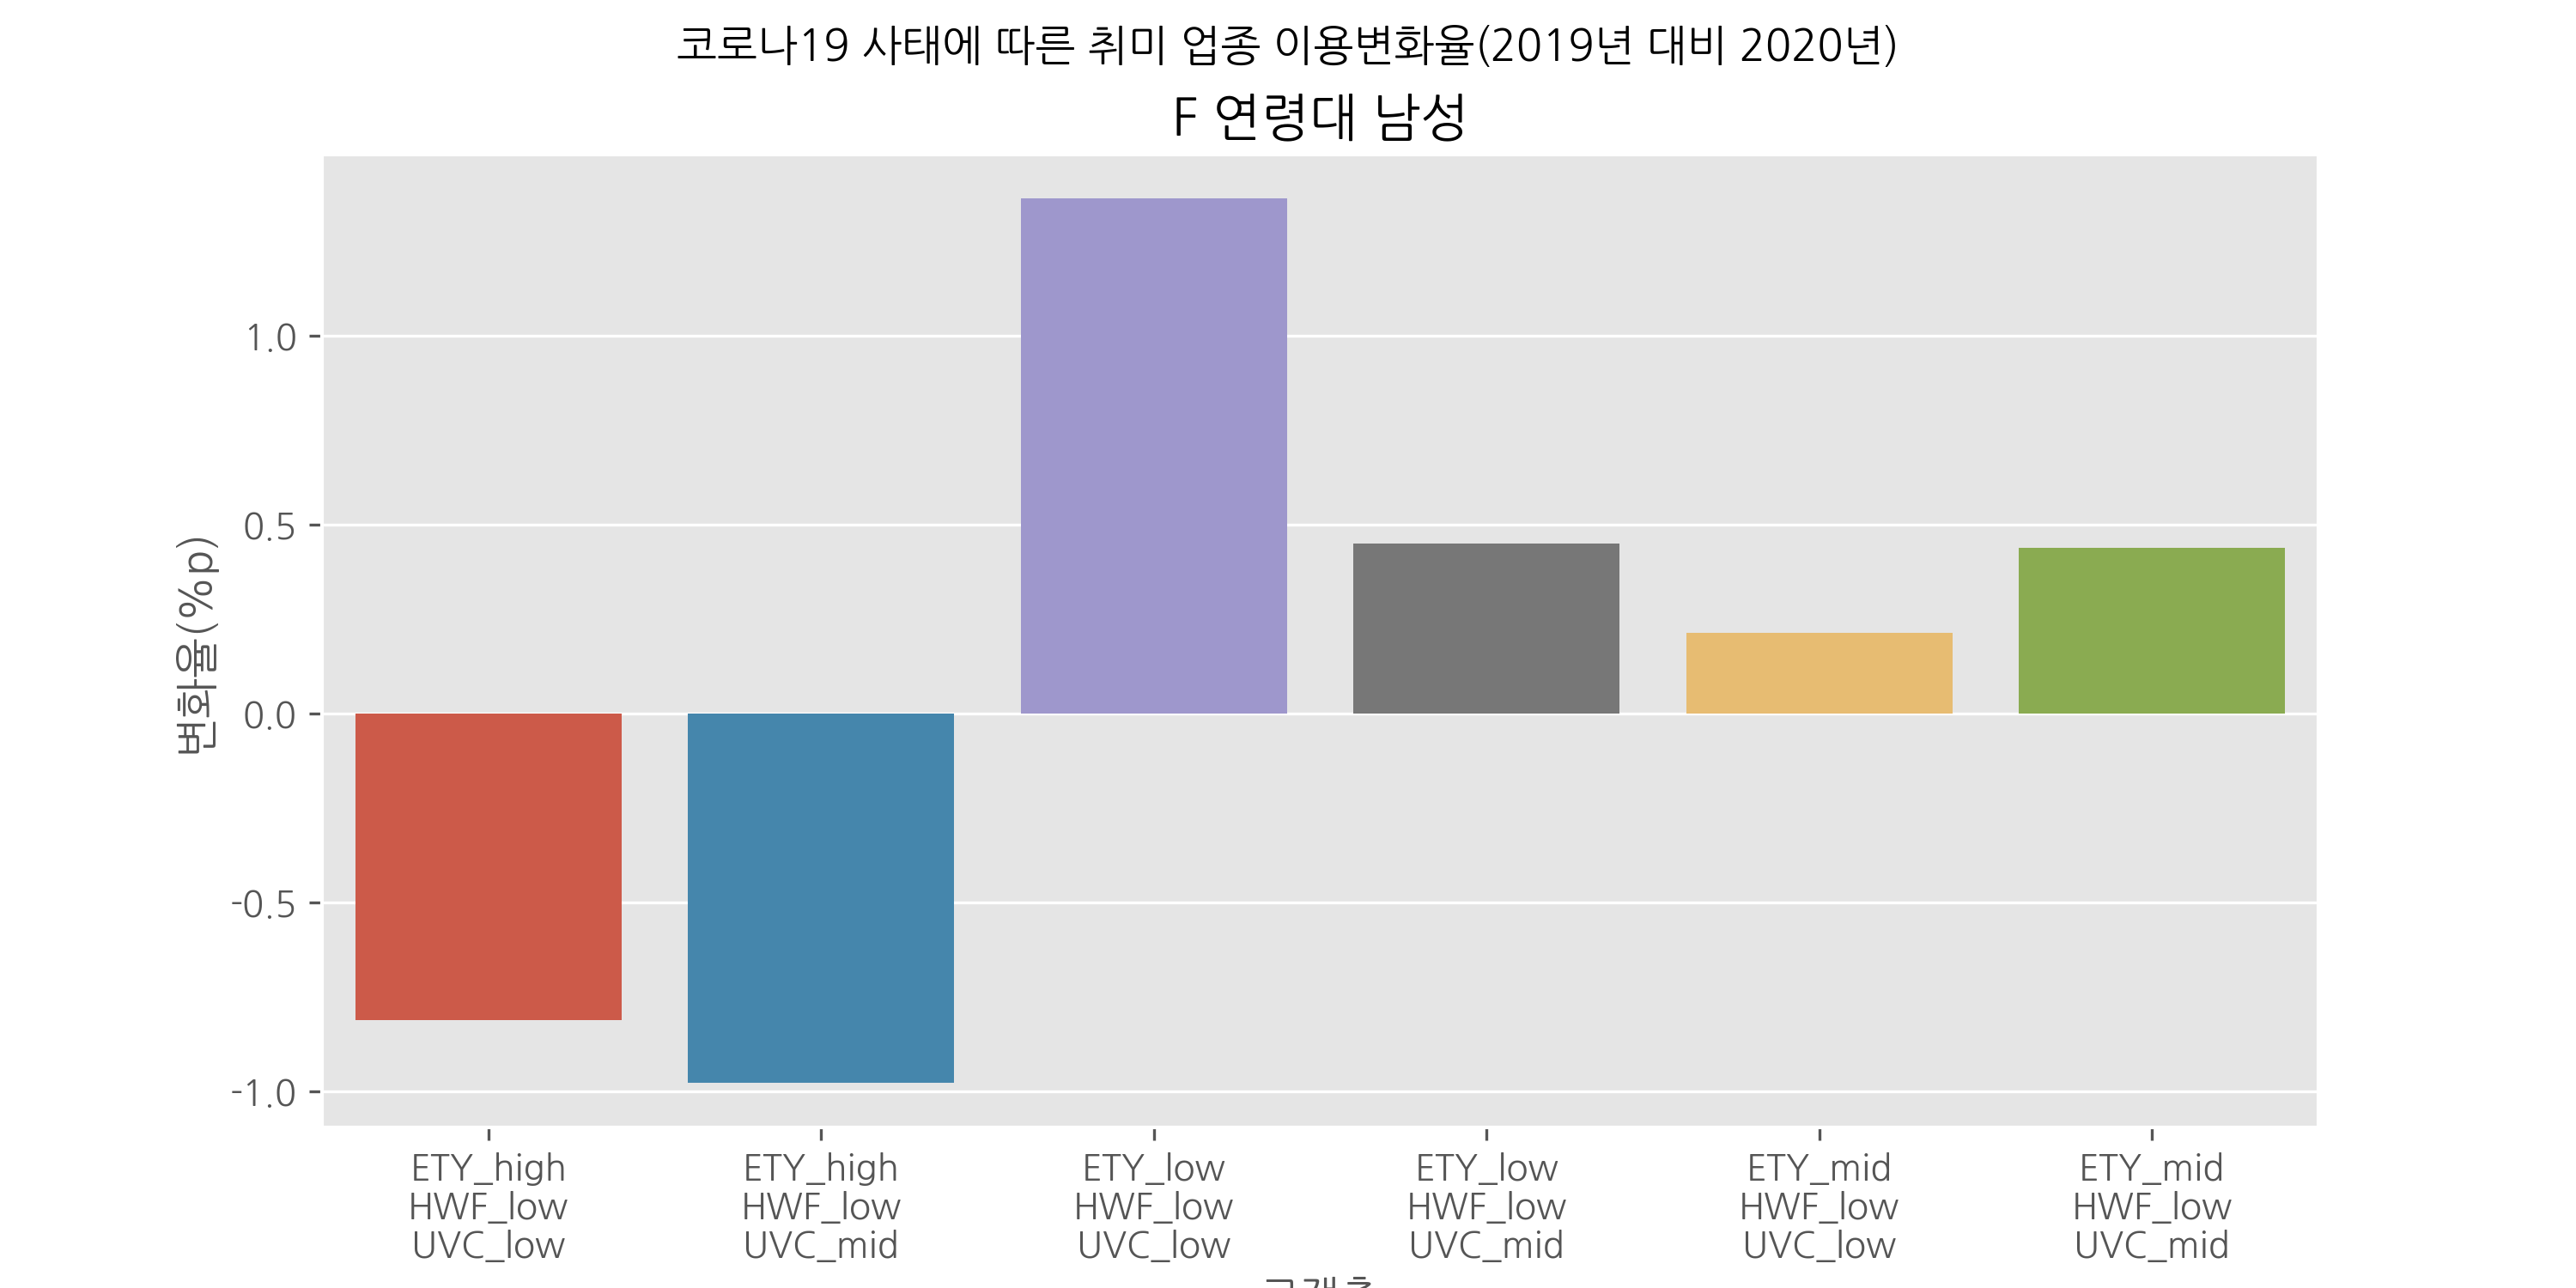 코로나19 사태에 따른 취미 업종 이용변화율(2019년 대비 2020년)
F 연령대 남성
변화율(%p)
1.0
0.5
0.0
-0.5
-1.0
ETY_high HWF_low UVC_low
ETY_high HWF_low UVC_mid
ETY_low HWF_low UVC_low
ETY_low HWF_low UVC_mid
ETY_mid HWF_low UVC_low
ETY_mid HWF_low UVC_mid